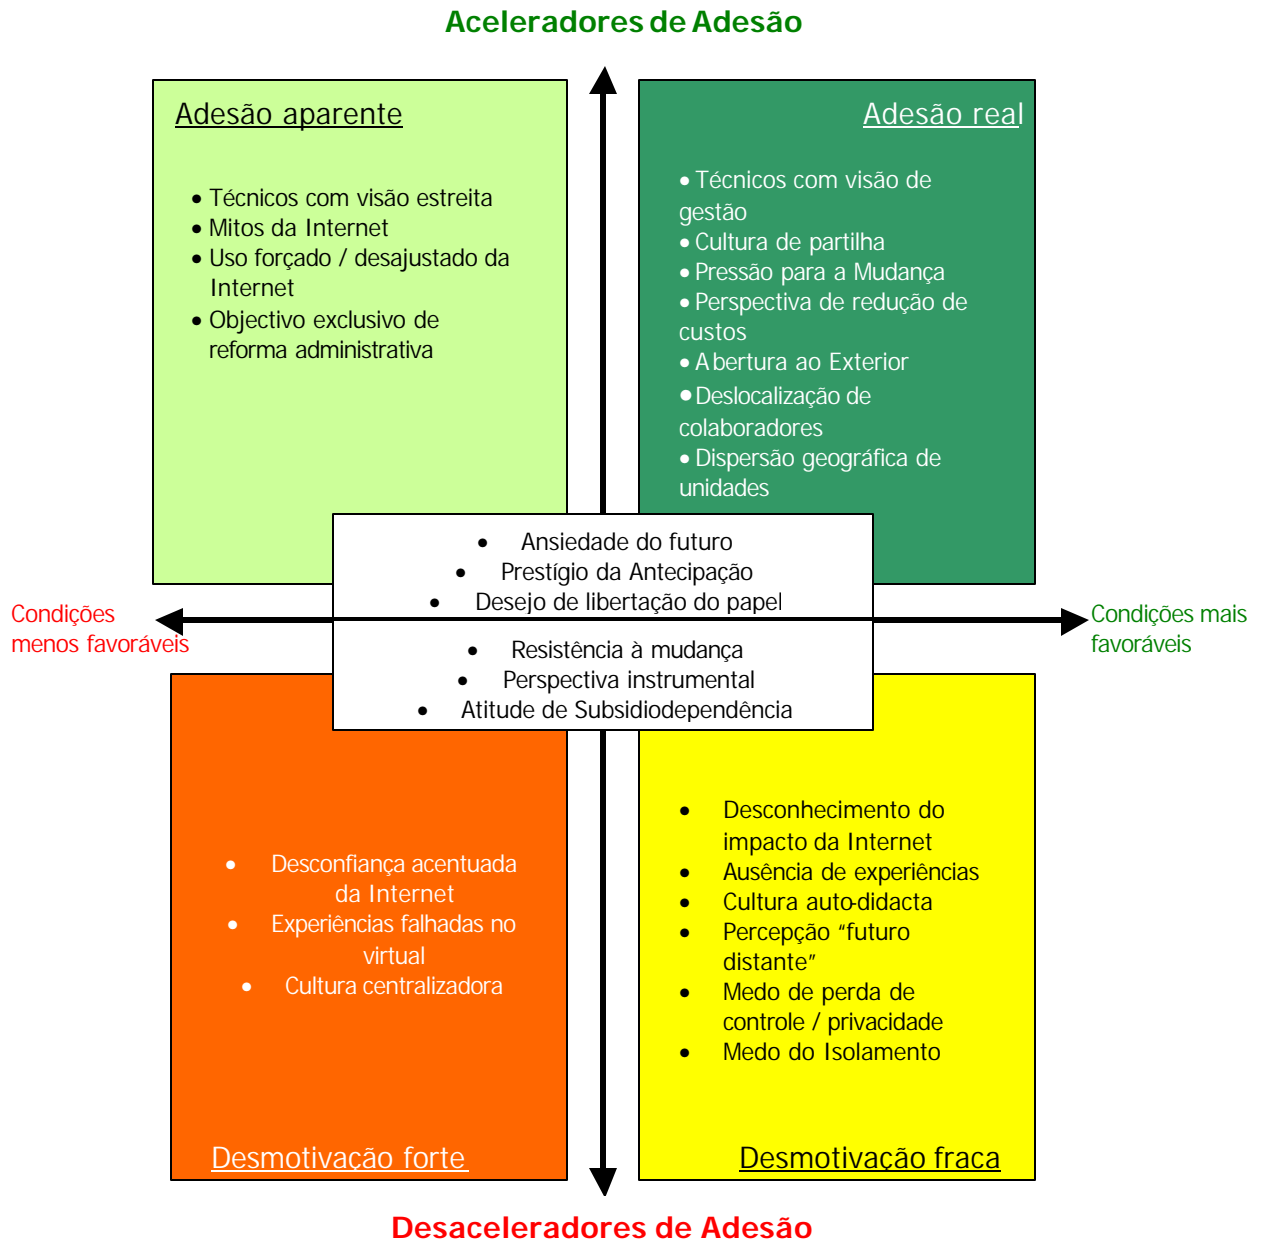 Aceleradores de Adesão
Adesão aparente
• Técnicos com visão estreita
• Mitos da Internet
• Uso forçado / desajustado da
Internet
• Objectivo exclusivo de
reforma administrativa
Adesão real
• Técnicos com visão de
gestão
• Cultura de partilha
• Pressão para a Mudança
• Perspectiva de redução de
custos
• Abertura ao Exterior
• Deslocalização de
colaboradores
• Dispersão geográfica de
unidades
• Ansiedade do futuro
• Prestígio da Antecipação
• Desejo de libertação do papel
Condições
menos favoráveis
Condições mais
favoráveis
• Resistência à mudança
• Perspectiva instrumental
• Atitude de Subsidiodependência
• Desconfiança acentuada
da Internet
• Experiências falhadas no
virtual
• Cultura centralizadora
Desmotivação forte
• Desconhecimento do
impacto da Internet
• Ausência de experiências
• Cultura auto-didacta
• Percepção “futuro
distante”
• Medo de perda de
controle / privacidade
• Medo do Isolamento
Desmotivação fraca
Desaceleradores de Adesão